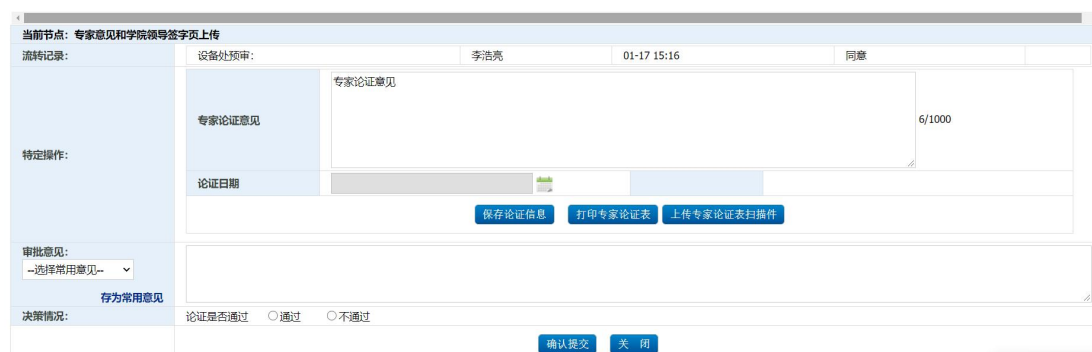 当前节点：专家意见和学院领导签字页上传
流转记录： 设备处预审： 李浩亮 01-17 15:16 同意
特定操作：
专家论证意见 专家论证意见 6/1000
论证日期
保存论证信息 打印专家论证表 上传专家论证表扫描件
审批意见：
--选择常用意见--
存为常用意见
决策情况： 论证是否通过 通过 不通过
确认提交 关 闭